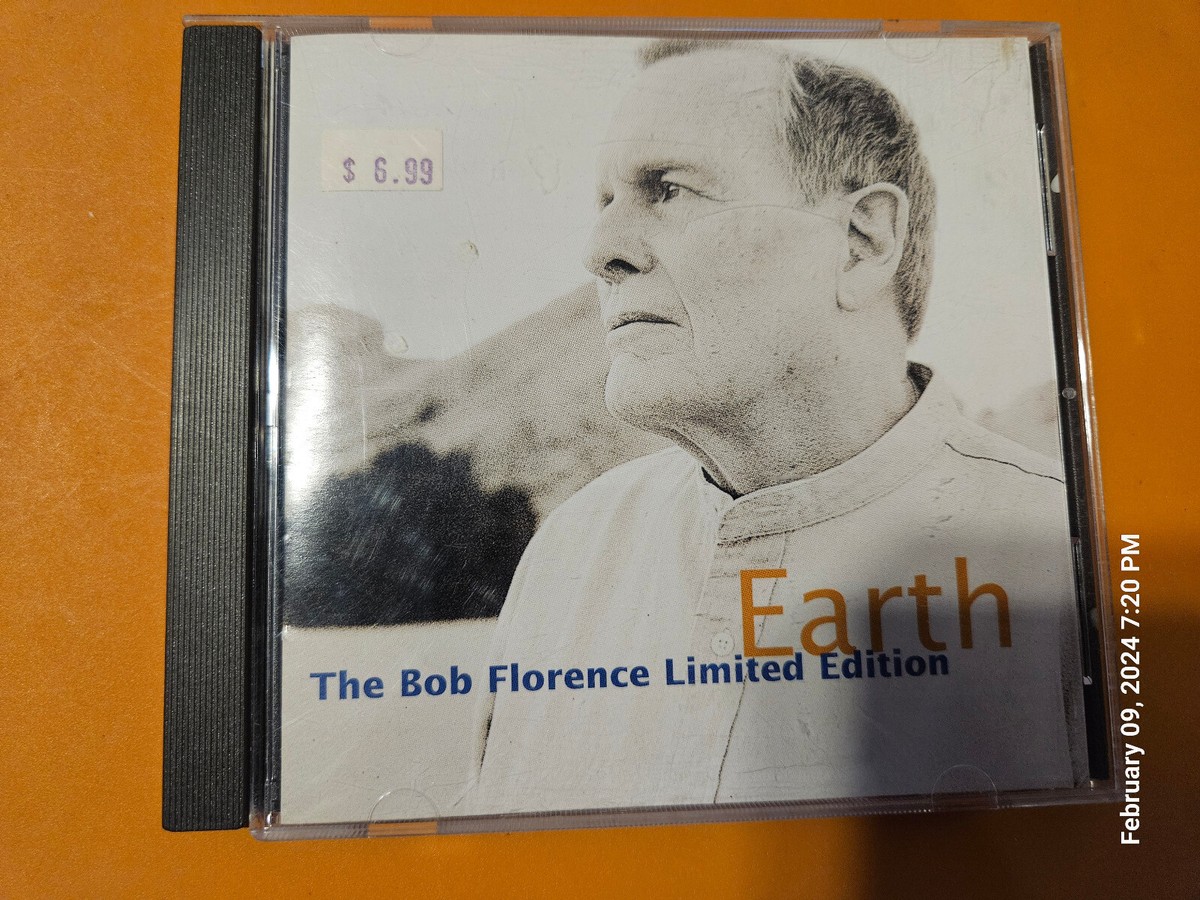 $ 6.99
Earth
The Bob Florence Limited Edition
February 09, 2024 7:20 PM